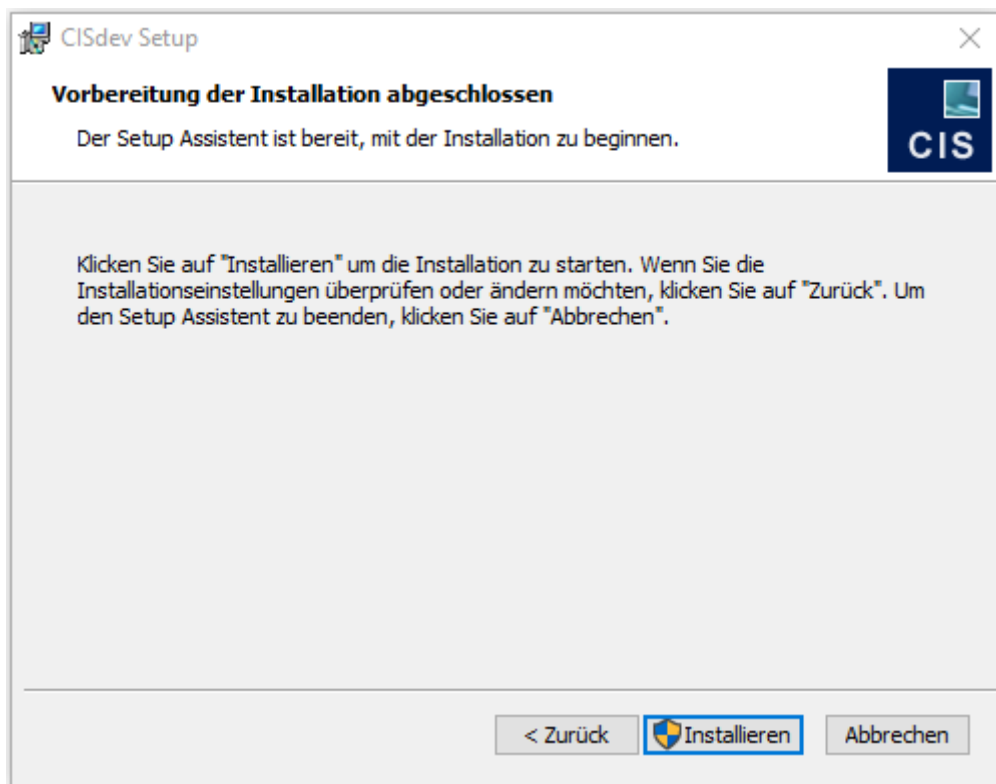 CISdev Setup
Vorbereitung der Installation abgeschlossen
Der Setup Assistent ist bereit, mit der Installation zu beginnen.
CIS
Klicken Sie auf "Installieren" um die Installation zu starten. Wenn Sie die
Installationseinstellungen überprüfen oder ändern möchten, klicken Sie auf "Zurück". Um
den Setup Assistent zu beenden, klicken Sie auf "Abbrechen".
< Zurück Installieren Abbrechen